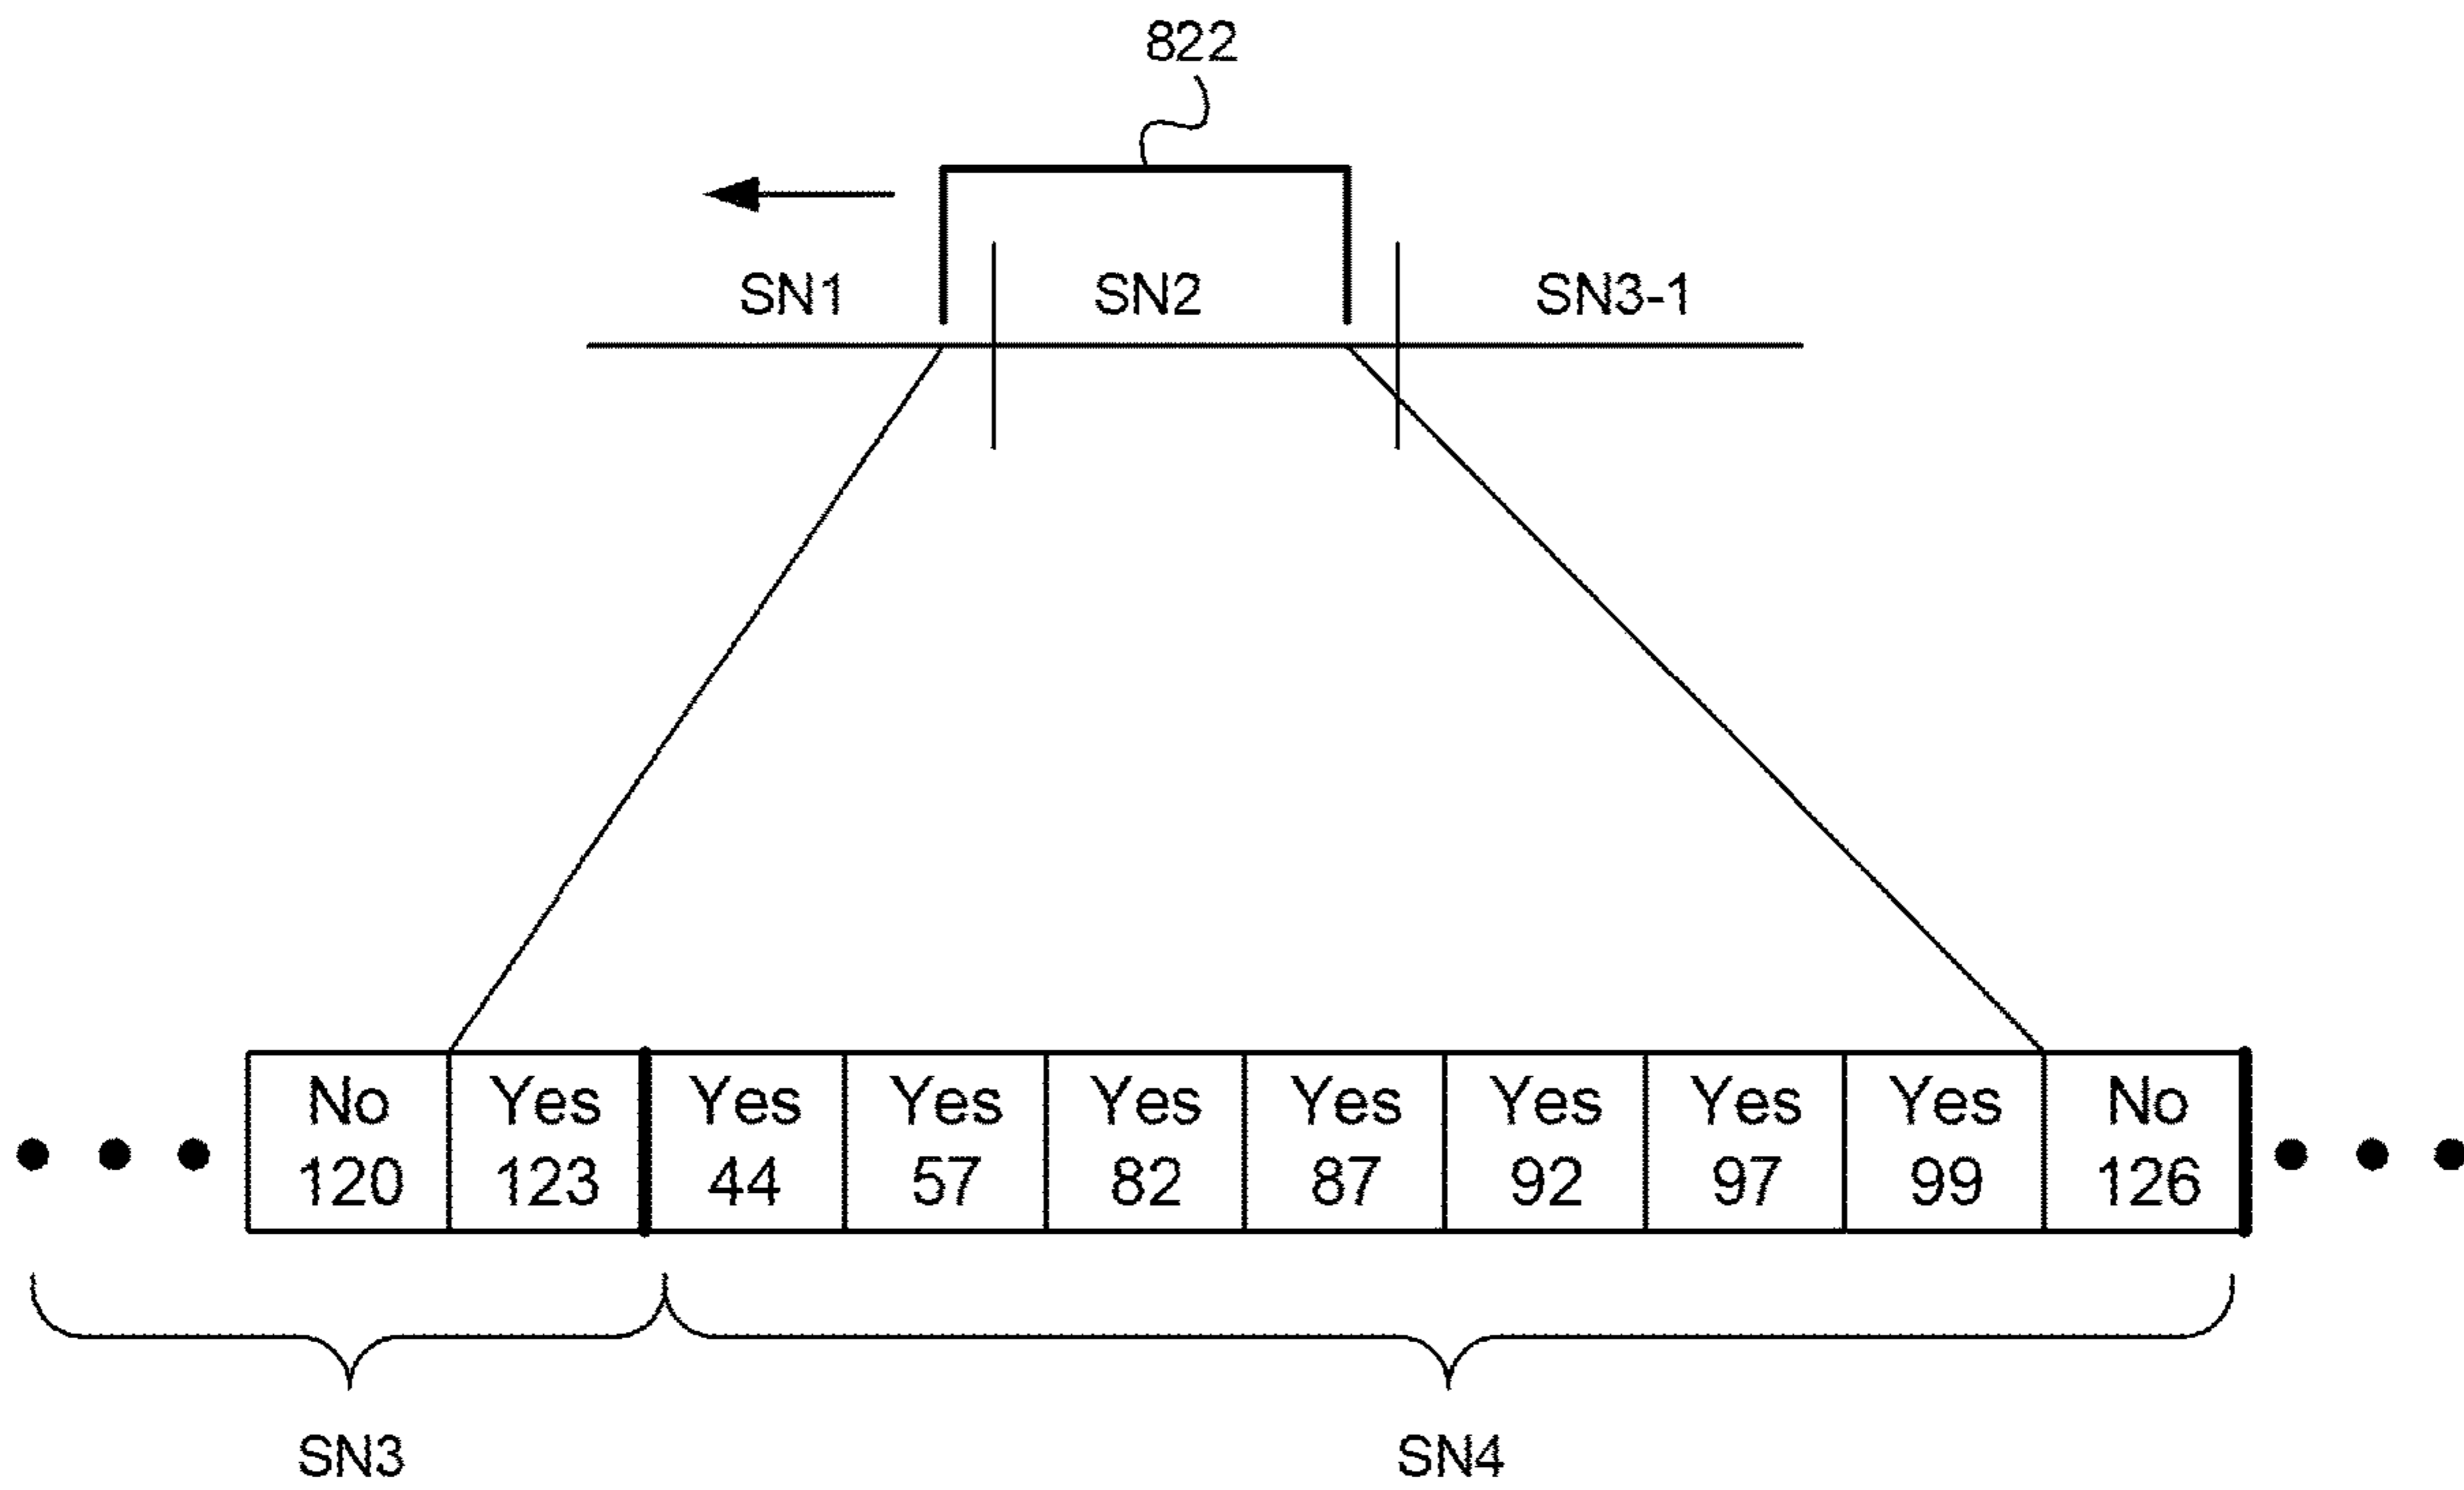 822
SN1 SN2 SN3-1
No Yes Yes Yes Yes Yes Yes Yes Yes No
120 123 44 57 82 87 92 97 99 126
SN3 SN4